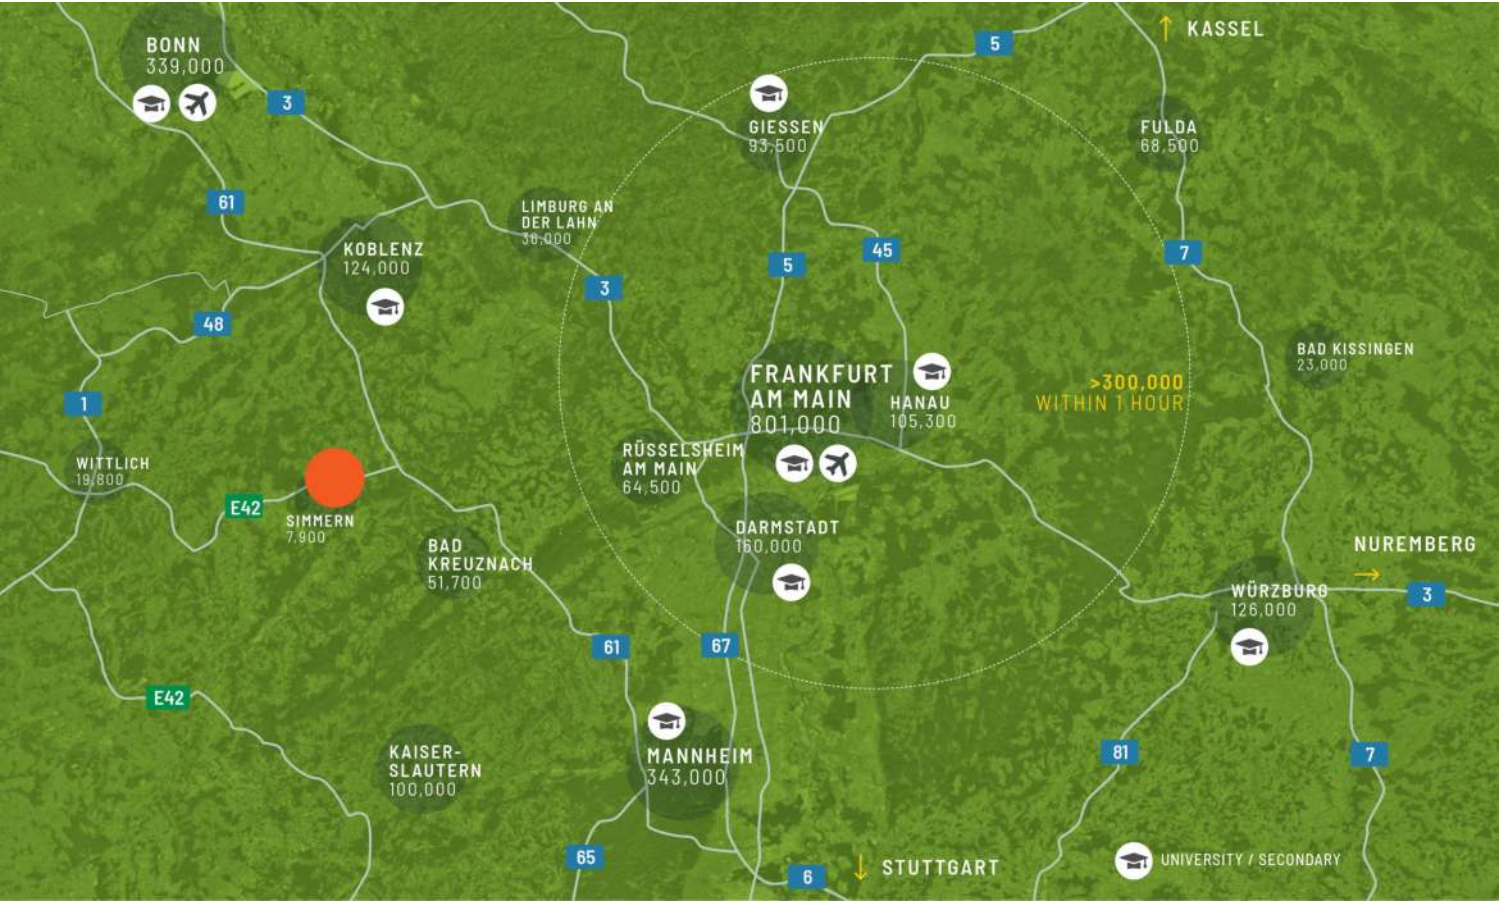 BONN
339,000
3
61
KOBLENZ
124,000
48
1
WITTLICH
19,800
E42
SIMMERN
7,900
BAD
KREUZNACH
51,700
E42
KAISER-
SLAUTERN
100,000
LIMBURG AN
DER LAHN
36,000
3
GIESSEN
93,500
5
KASSEL
FULDA
68,500
5
45
7
FRANKFURT
AM MAIN
801,000
HANAU
105,300
>300,000
WITHIN 1 HOUR
BAD KISSINGEN
23,000
RÜSSELSHEIM
AM MAIN
64,500
DARMSTADT
160,000
NUREMBERG
WÜRZBURG
126,000
3
61
67
MANNHEIM
343,000
81
7
65
6
STUTTGART
UNIVERSITY / SECONDARY